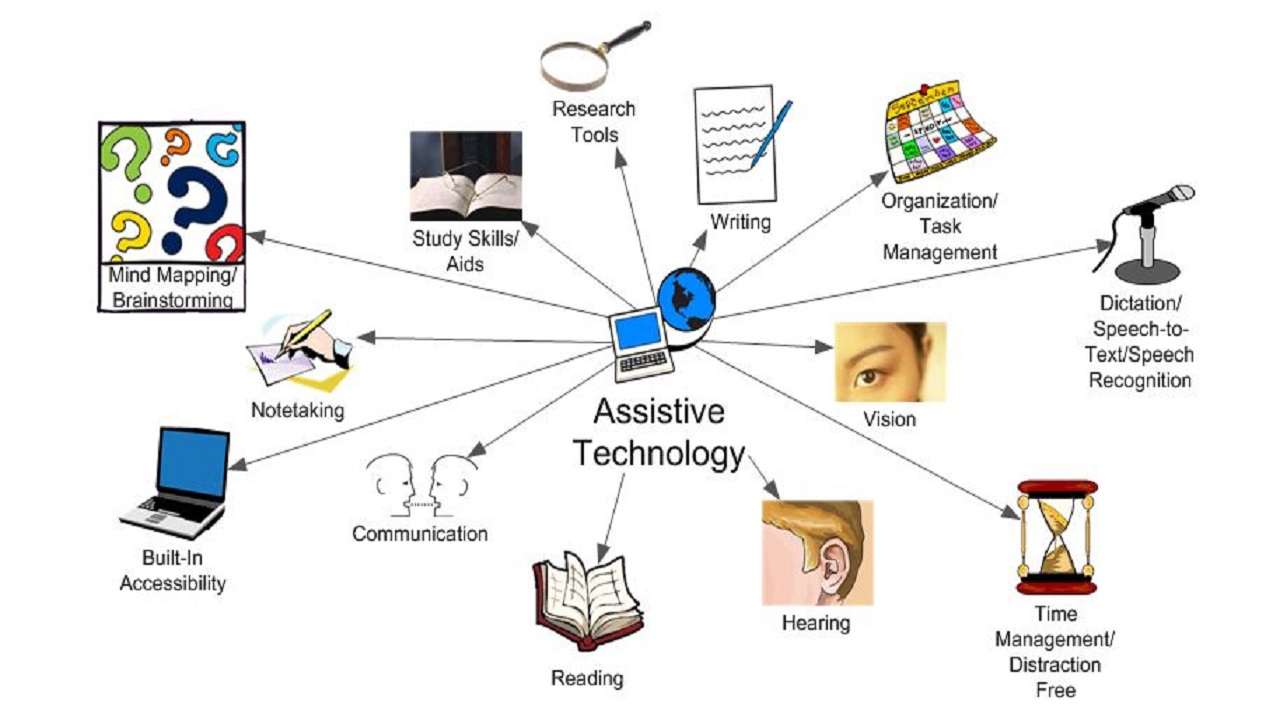 Research
Tools
September
Writing
Organization/
Task
Management
Study Skills/
Aids
Mind Mapping/
Brainstorming
Dictation/
Speech-to-
Text/Speech
Recognition
Notetaking
Vision
Assistive
Technology
Communication
Built-In
Accessibility
Hearing
Time
Management/
Distraction
Free
Reading